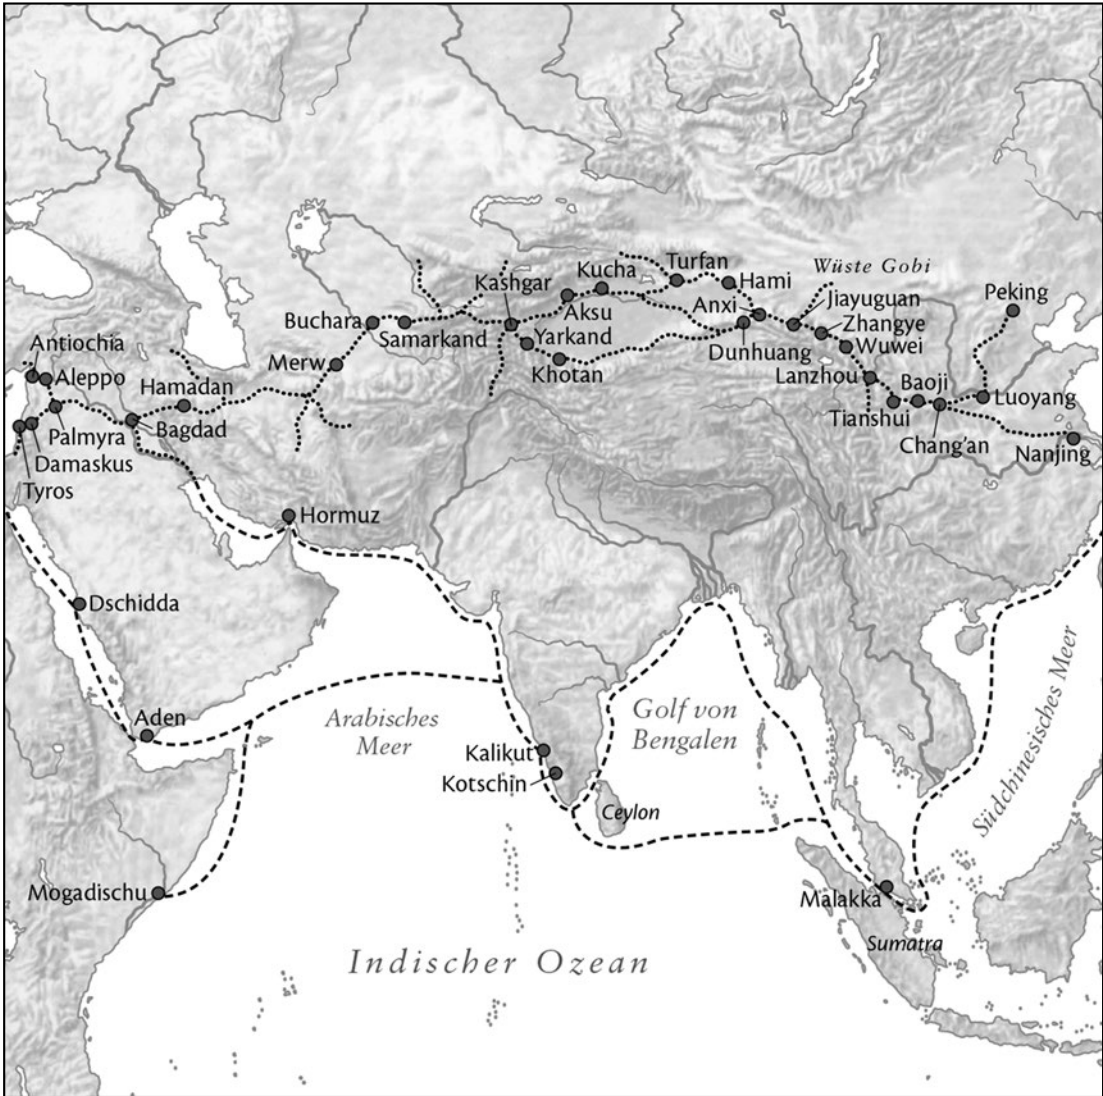 Turfan
Hami
Wüste Gobi
Kashgar
Kucha
Anxi
Jiayuguan
Peking
Buchara
Aksu
Samarkand
Yarkand
Zhangye
Antiochia
Dunhuang
Wuwei
Merw
Khotan
Aleppo
Hamadan
Lanzhou
Baoji
Luoyang
Palmyra
Bagdad
Tianshui
Chang'an
Nanjing
Damaskus
Tyros
Hormuz
Dschidda
Aden
Arabisches
Meer
Golf von
Bengalen
Südchinesisches Meer
Kalikut
Kotschin
Ceylon
Mogadischu
Malakka
Sumatra
Indischer Ozean